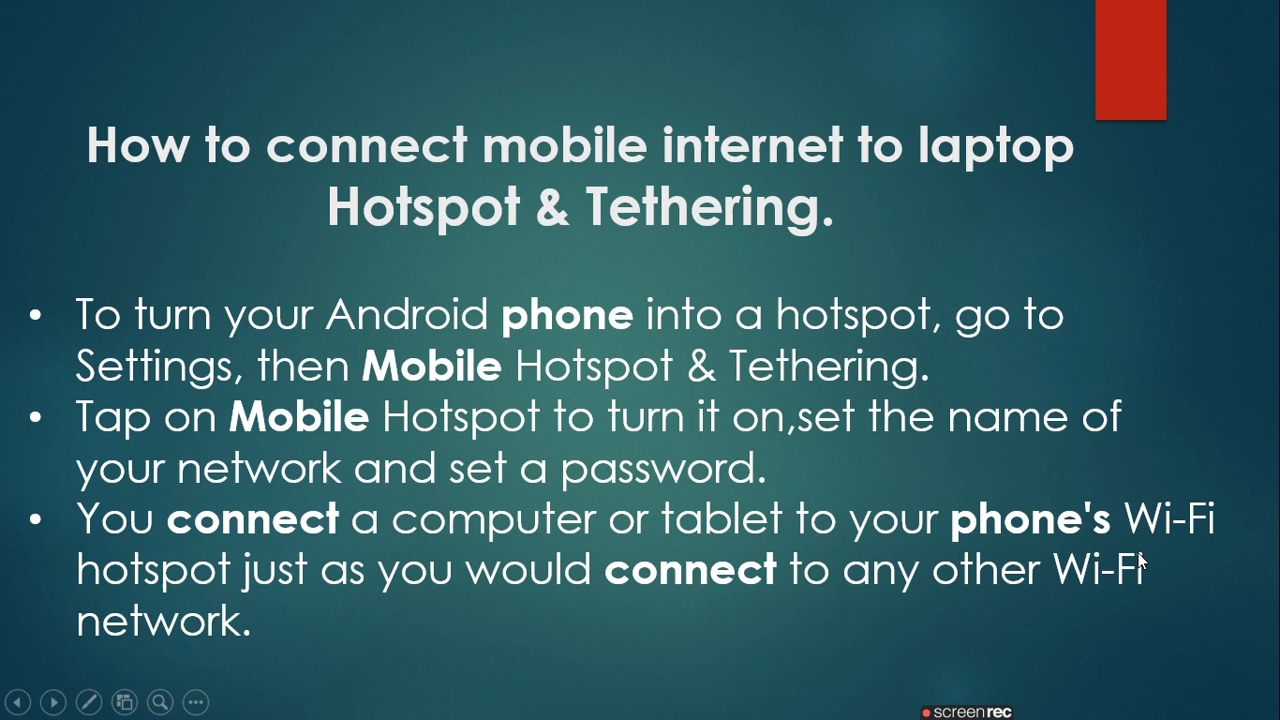 How to connect mobile internet to laptop
Hotspot & Tethering.
• To turn your Android phone into a hotspot, go to
Settings, then Mobile Hotspot & Tethering.
• Tap on Mobile Hotspot to turn it on,set the name of
your network and set a password.
• You connect a computer or tablet to your phone's Wi-Fi
hotspot just as you would connect to any other Wi-Fi
network.
screenrec